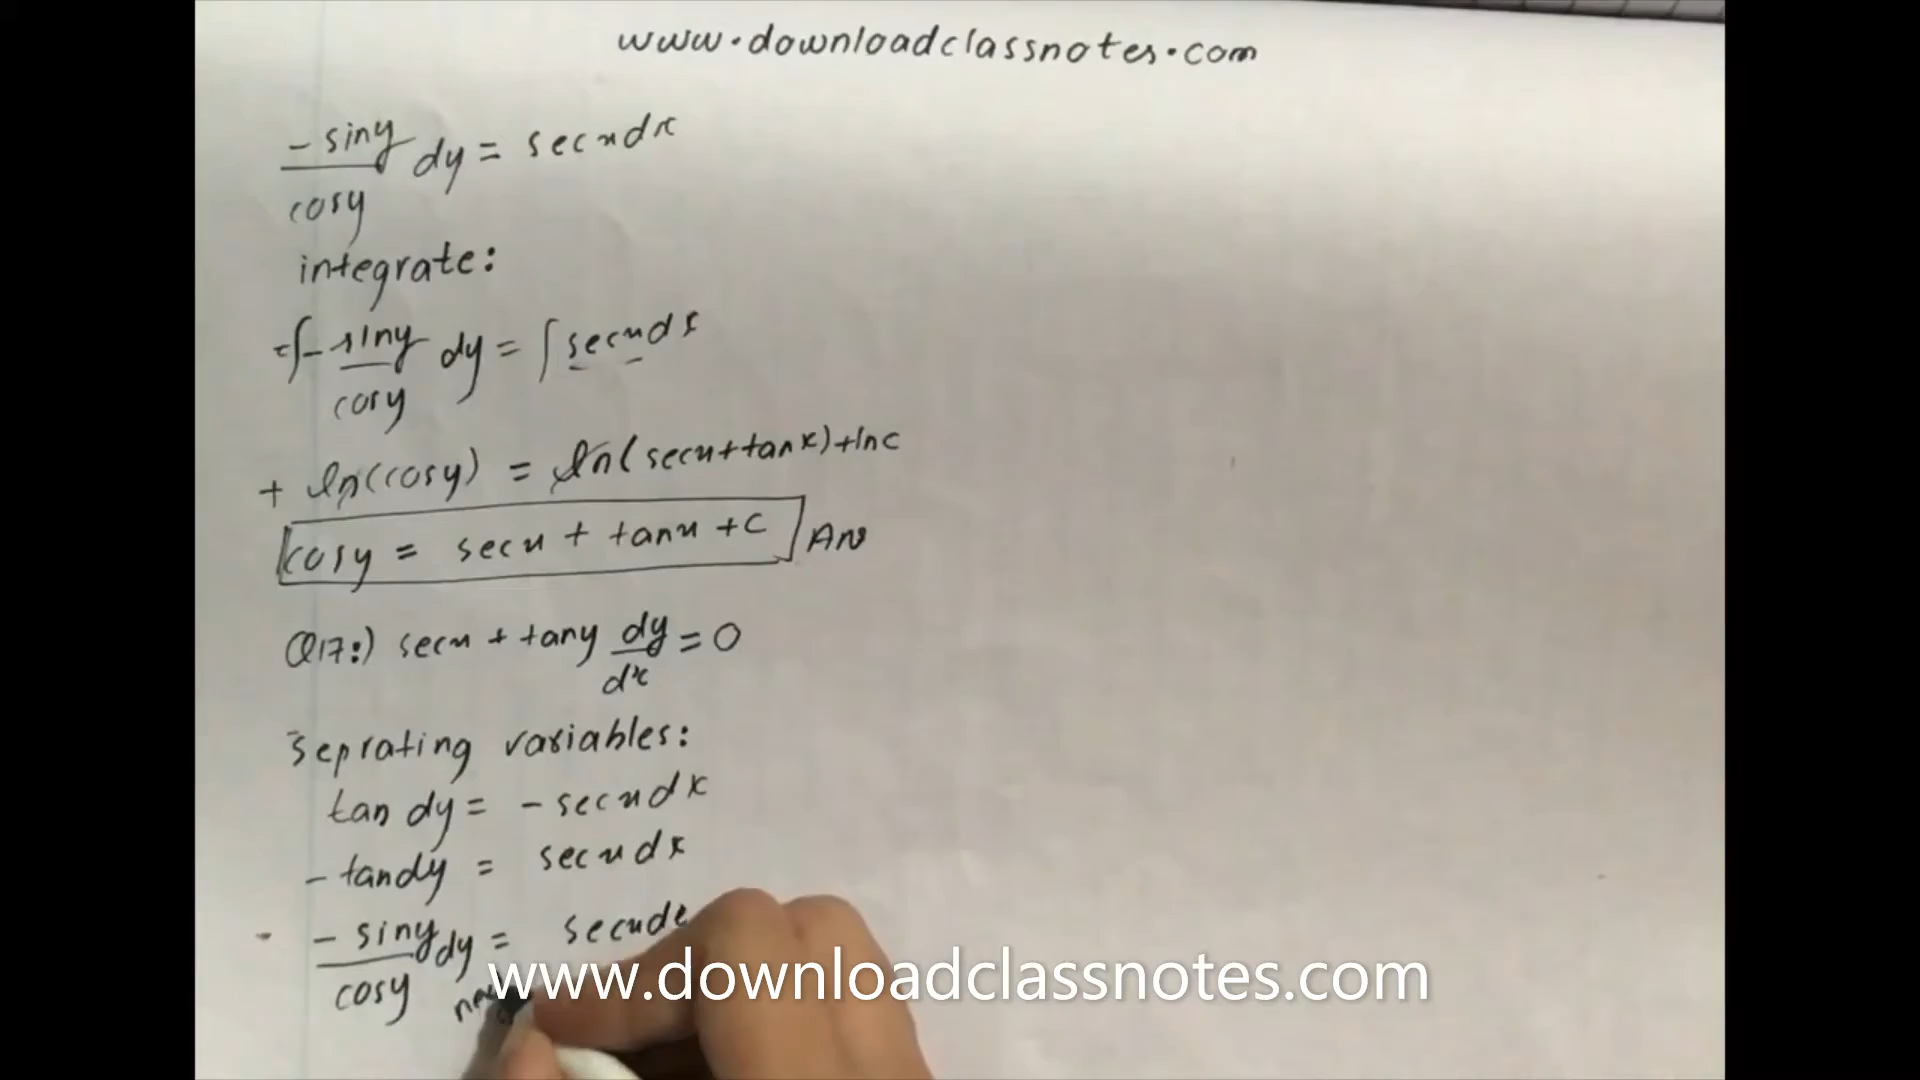 www.downloadclassnotes.com
-siny/cosy dy = secxdx
integrate:
∫-siny/cosy dy = ∫secxdx
+ ln(cosy) = ln(secx+tanx)+lnc
cosy = secx + tanx +c Ans
Q17:) secx + tany dy/dx = 0
Seprating variables:
tan dy = - secxdx
- tandy = secxdx
-siny/cosy dy = secxdx
www.downloadclassnotes.com